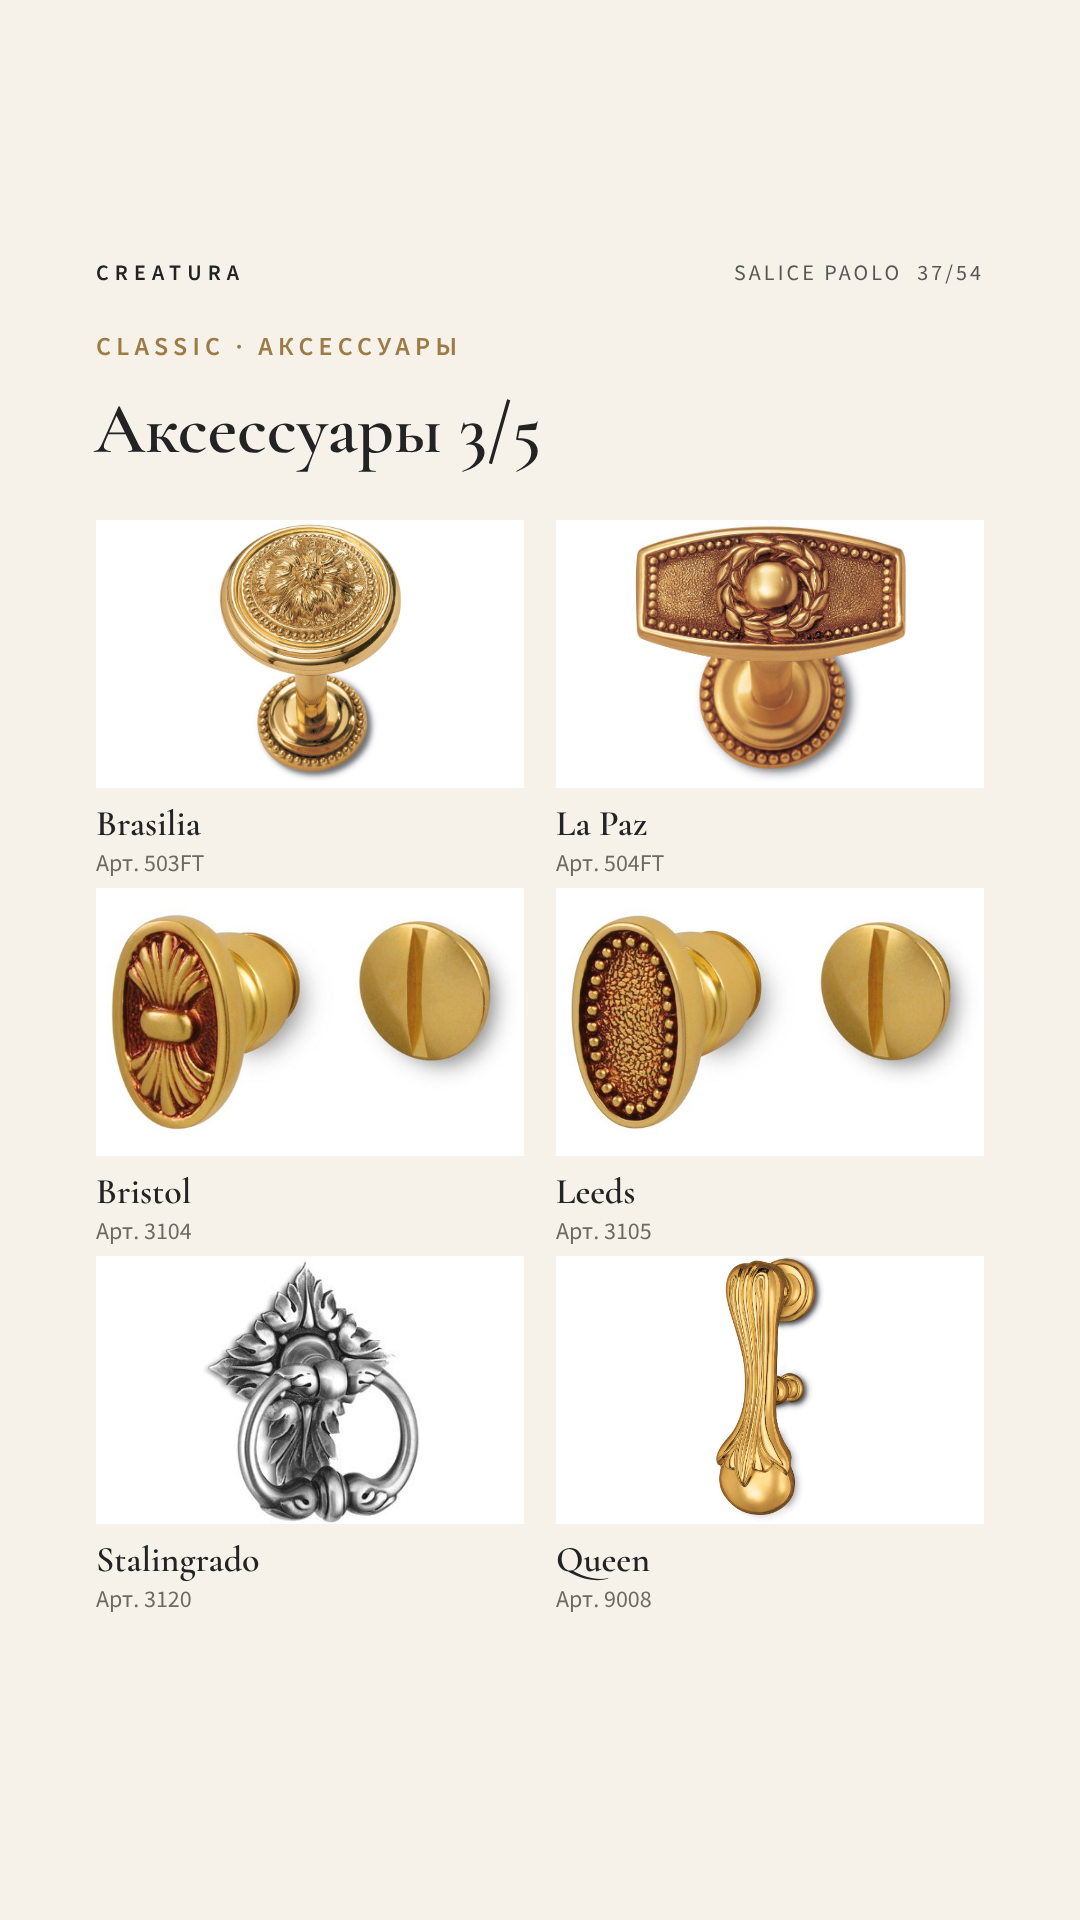 CREATURA
SALICE PAOLO 37/54
CLASSIC · АКСЕССУАРЫ
Аксессуары 3/5
Brasilia
Арт. 503FT
La Paz
Арт. 504FT
Bristol
Арт. 3104
Leeds
Арт. 3105
Stalingrado
Арт. 3120
Queen
Арт. 9008